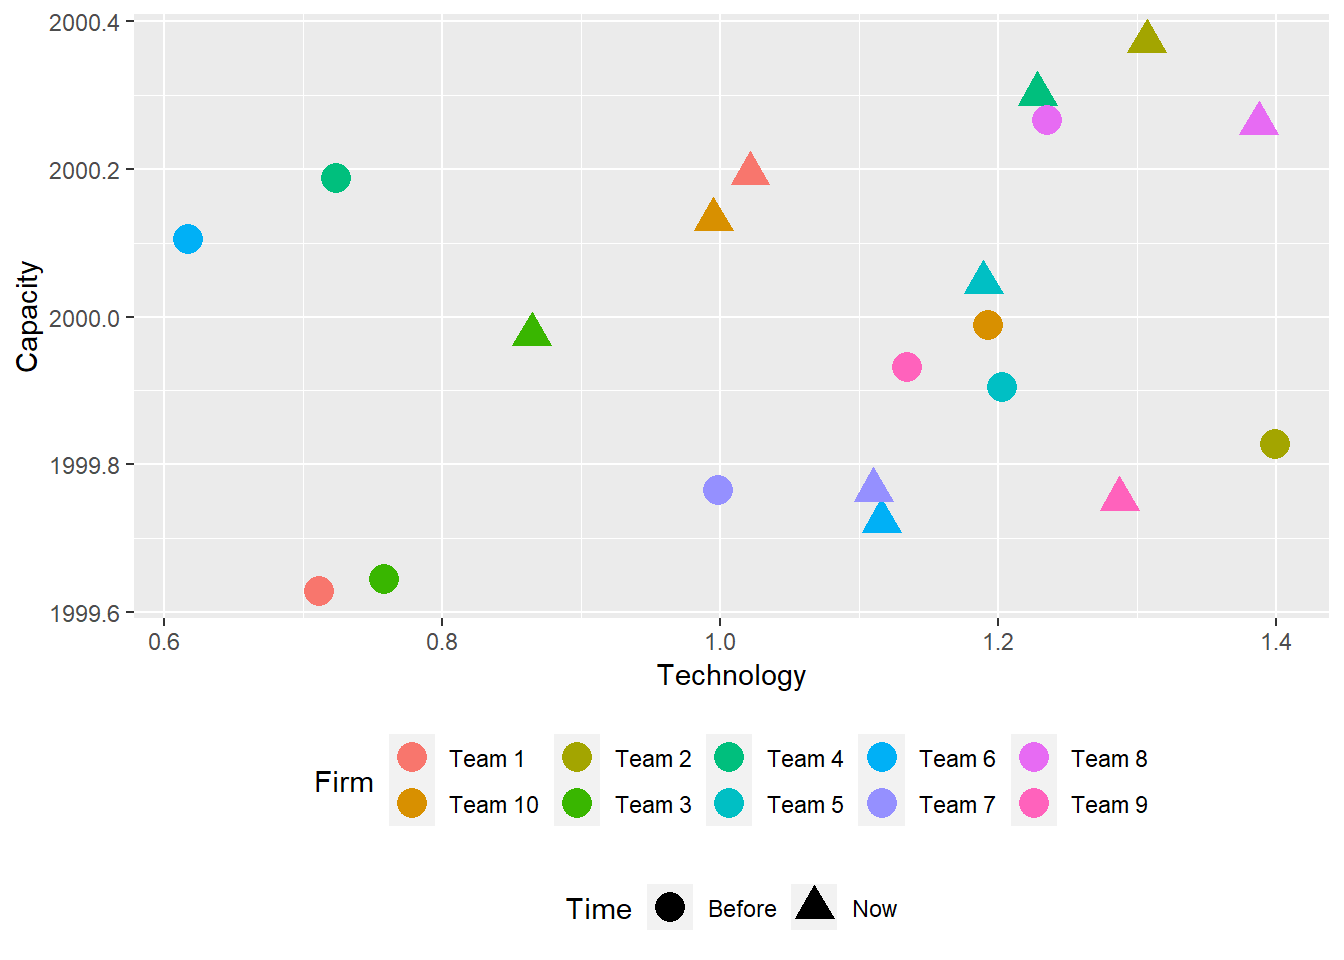 2000.4
2000.2
2000.0
1999.8
1999.6
Capacity
0.6 0.8 1.0 1.2 1.4
Technology
Firm
Team 1 Team 2 Team 4 Team 6 Team 8
Team 10 Team 3 Team 5 Team 7 Team 9
Time Before Now